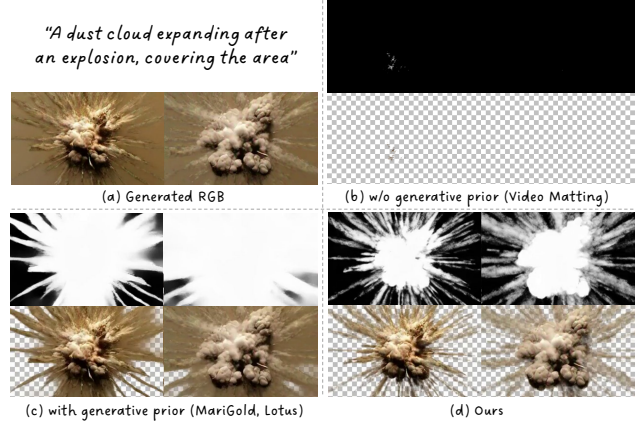 “A dust cloud expanding after
an explosion, covering the area”
(a) Generated RGB
(b) w/o generative prior (Video Matting)
(c) with generative prior (MariGold, Lotus)
(d) Ours